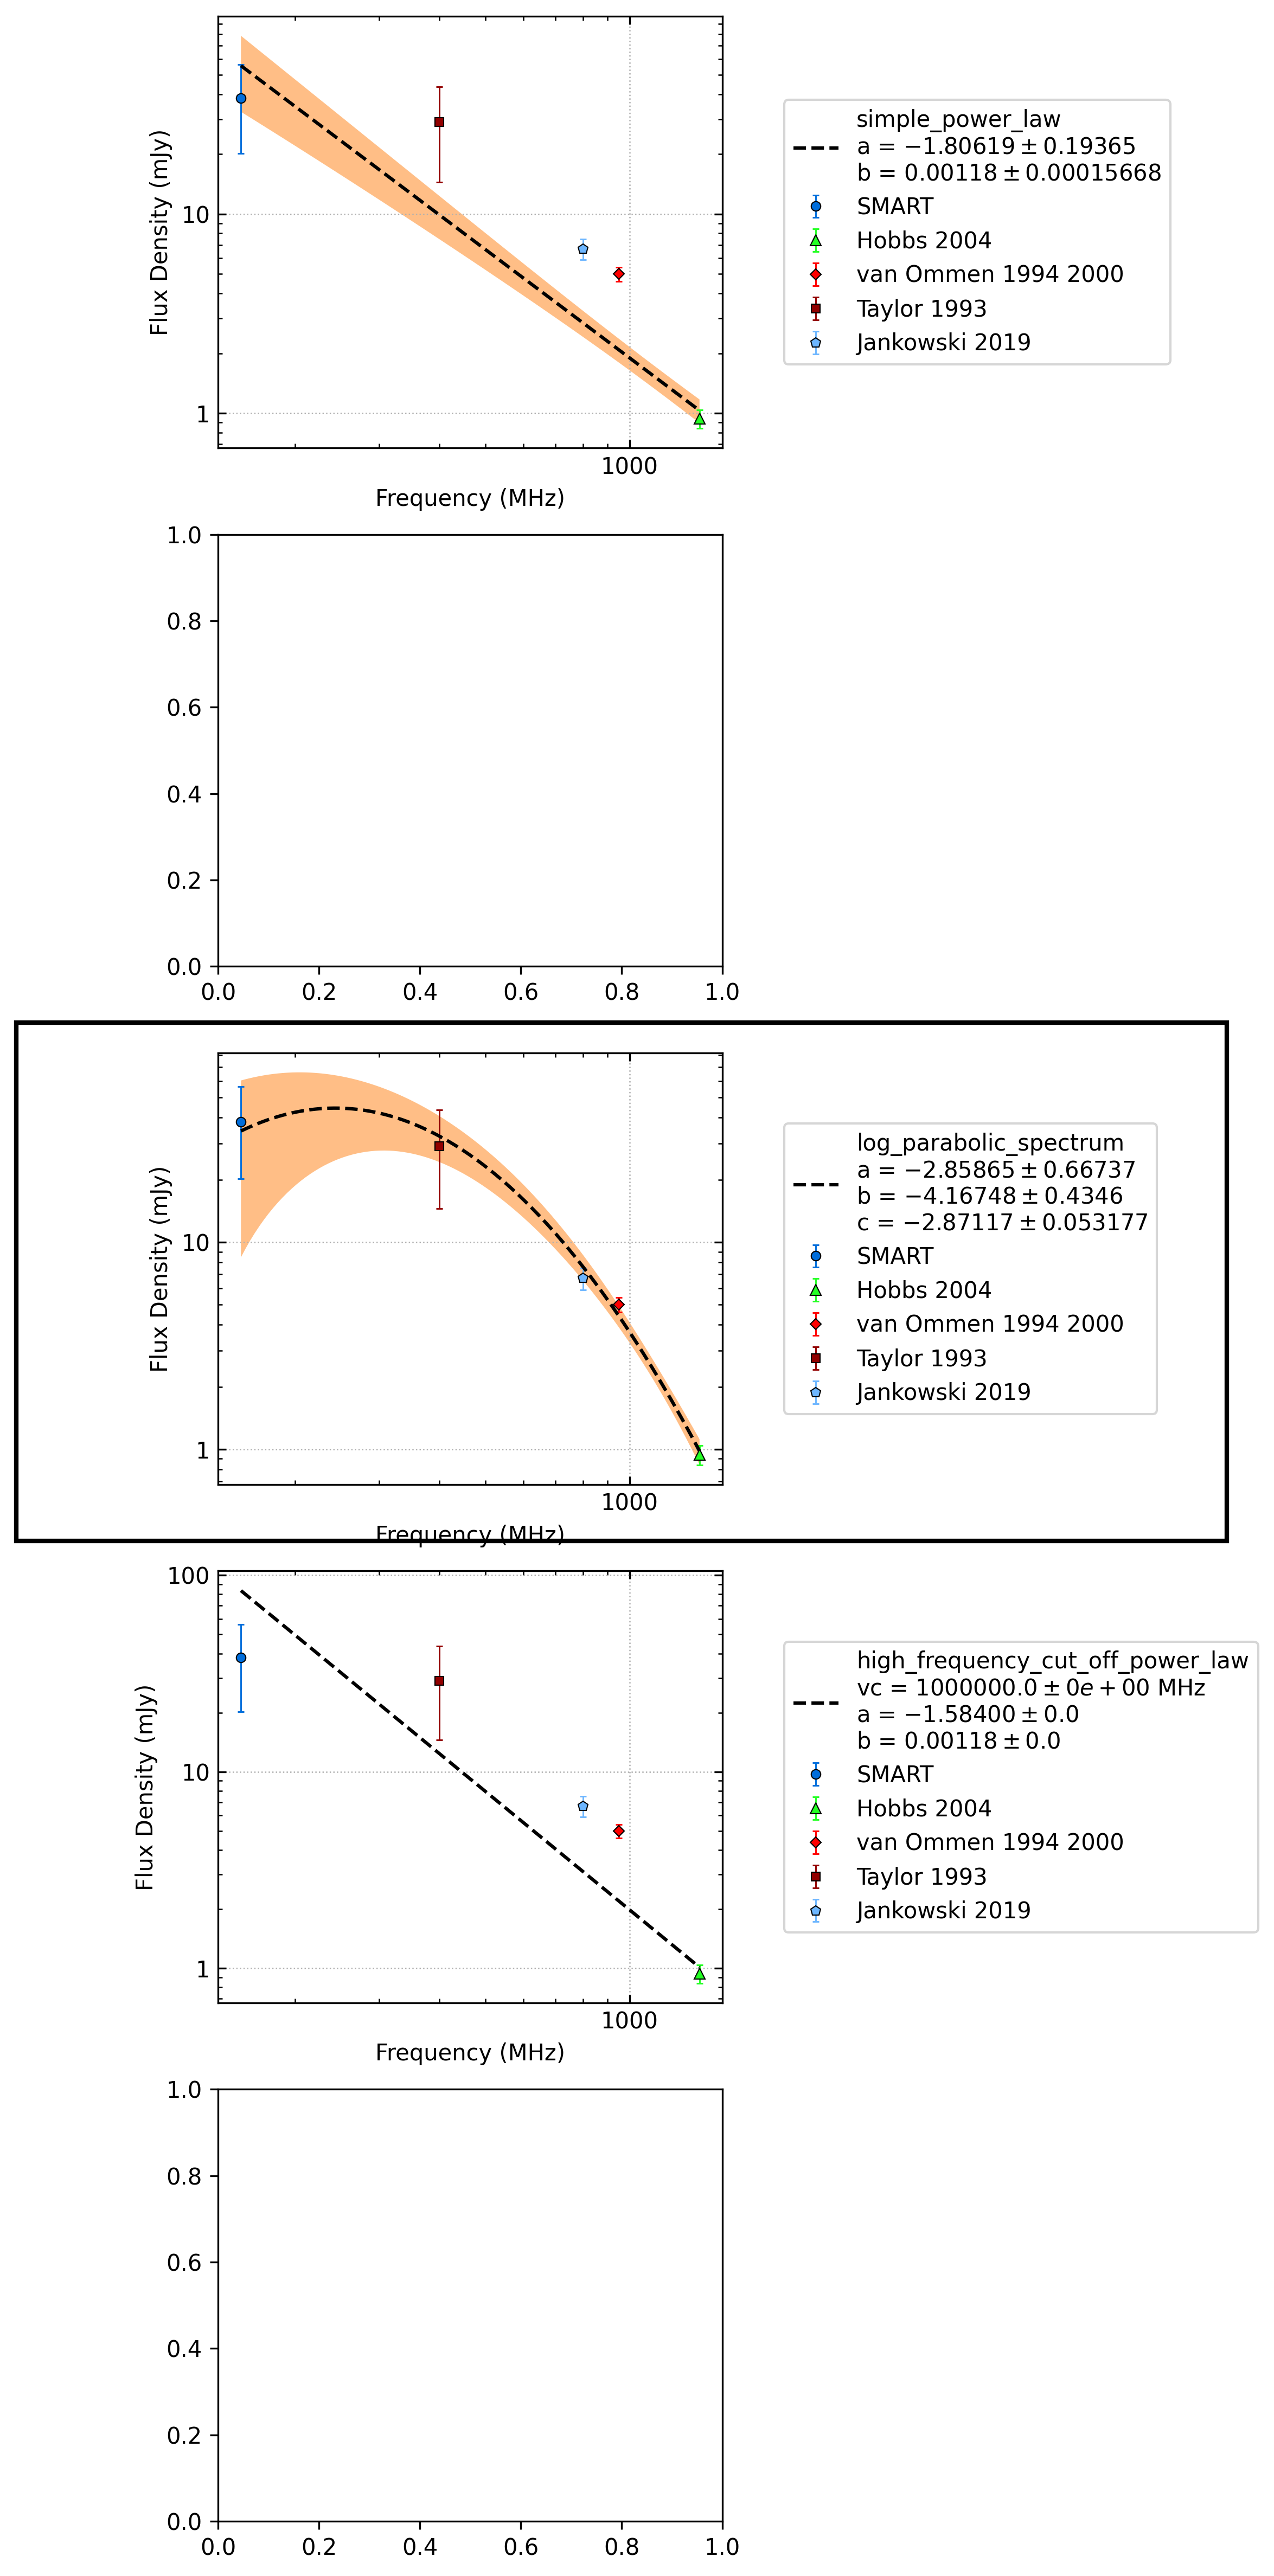 10
1
Flux Density (mJy)
1000
Frequency (MHz)
simple_power_law
a = −1.80619 ± 0.19365
b = 0.00118 ± 0.00015668
SMART
Hobbs 2004
van Ommen 1994 2000
Taylor 1993
Jankowski 2019
1.0
0.8
0.6
0.4
0.2
0.0
0.0 0.2 0.4 0.6 0.8 1.0
10
1
Flux Density (mJy)
1000
Frequency (MHz)
log_parabolic_spectrum
a = −2.85865 ± 0.66737
b = −4.16748 ± 0.4346
c = −2.87117 ± 0.053177
SMART
Hobbs 2004
van Ommen 1994 2000
Taylor 1993
Jankowski 2019
100
10
1
Flux Density (mJy)
1000
Frequency (MHz)
high_frequency_cut_off_power_law
vc = 1000000.0 ± 0e + 00 MHz
a = −1.58400 ± 0.0
b = 0.00118 ± 0.0
SMART
Hobbs 2004
van Ommen 1994 2000
Taylor 1993
Jankowski 2019
1.0
0.8
0.6
0.4
0.2
0.0
0.0 0.2 0.4 0.6 0.8 1.0